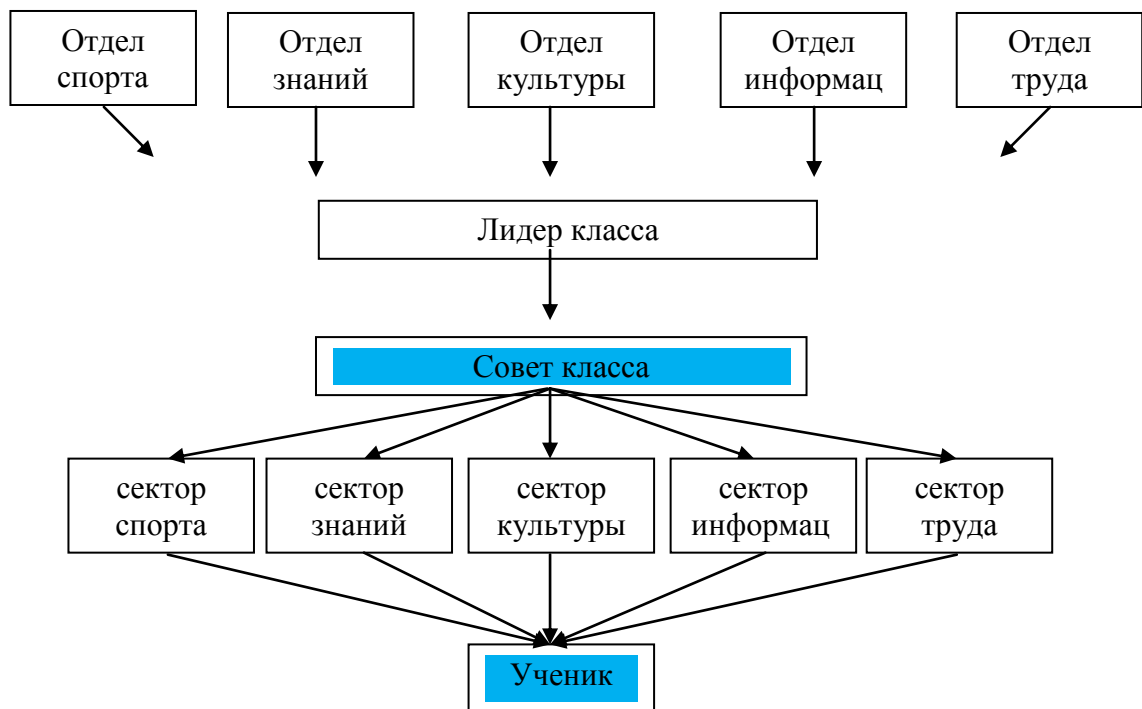 Отдел
спорта
Отдел
знаний
Отдел
культуры
Отдел
информац
Отдел
труда
Лидер класса
Совет класса
сектор
спорта
сектор
знаний
сектор
культуры
сектор
информац
сектор
труда
Ученик